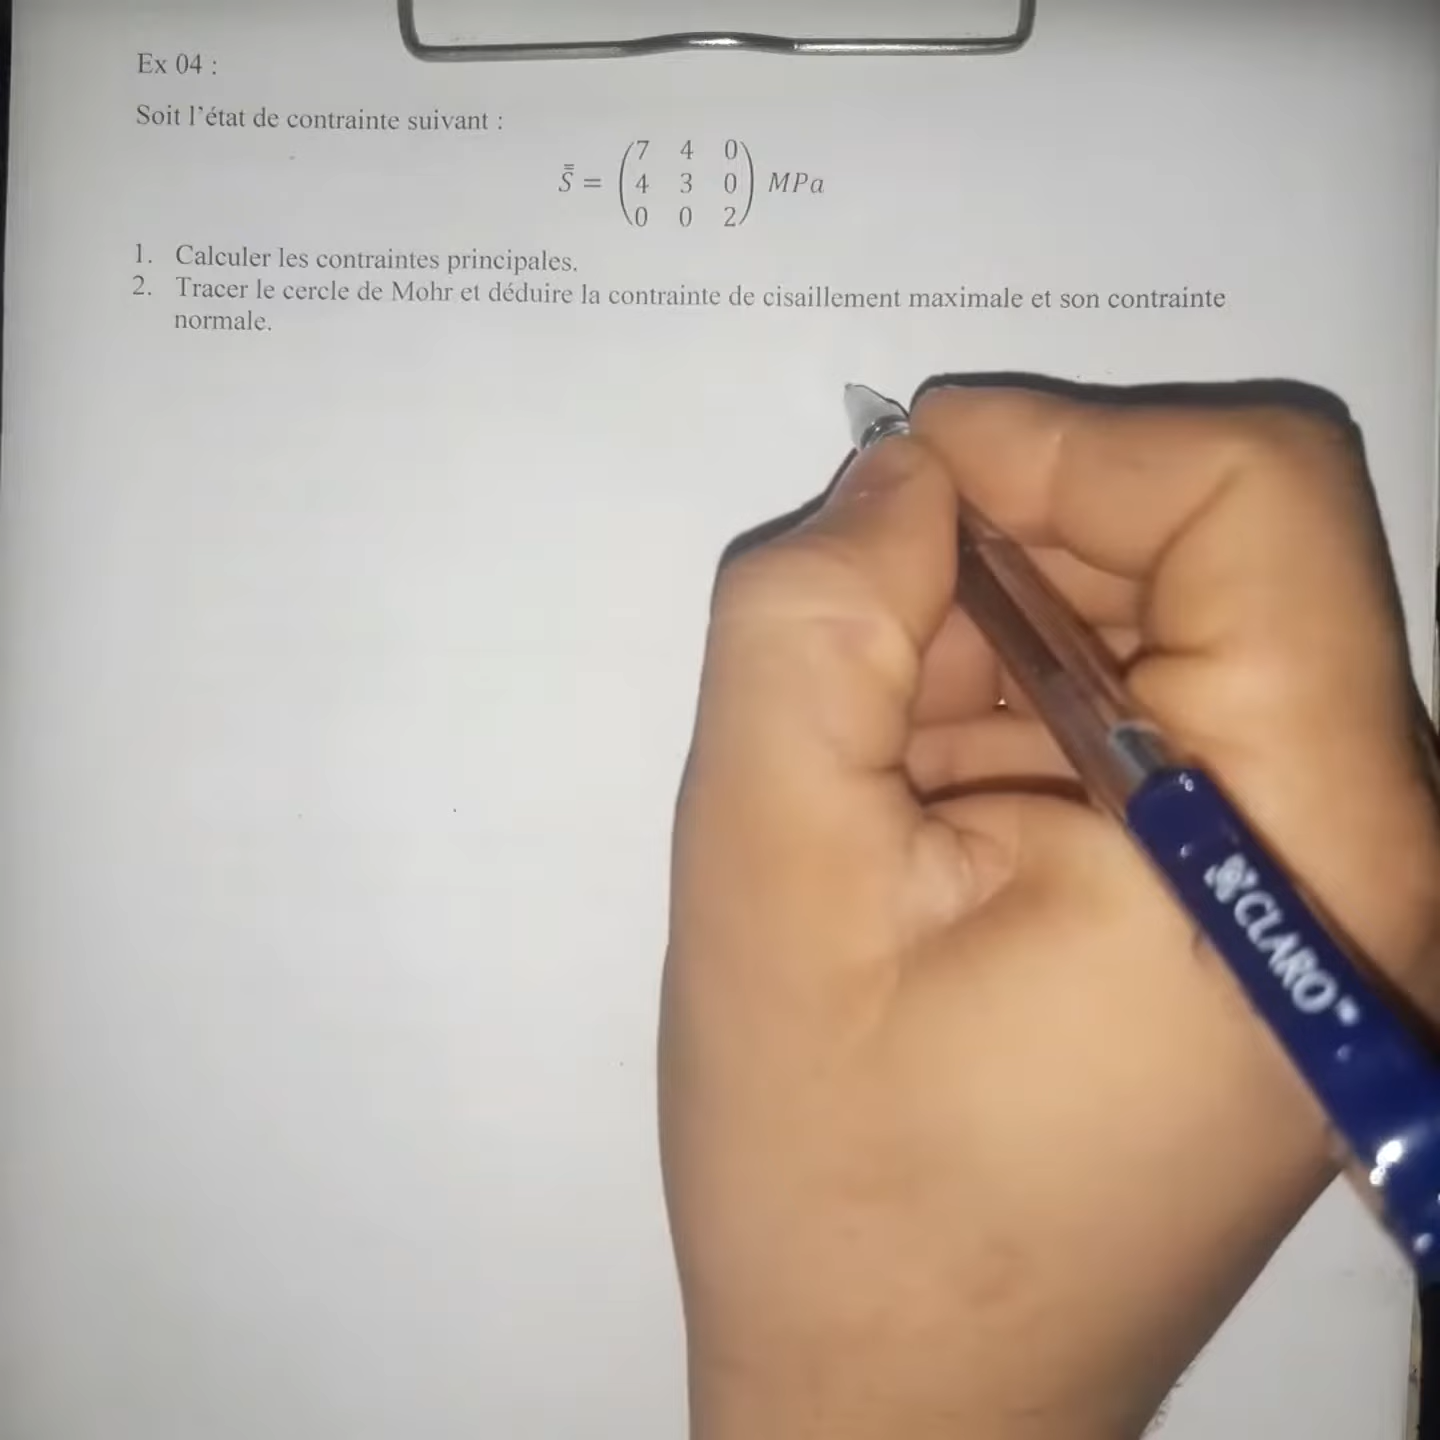 Ex 04 :
Soit l'état de contrainte suivant :
7 4 0
S̿ = 4 3 0 MPa
0 0 2
1. Calculer les contraintes principales.
2. Tracer le cercle de Mohr et déduire la contrainte de cisaillement maximale et son contrainte
normale.
CLARO™